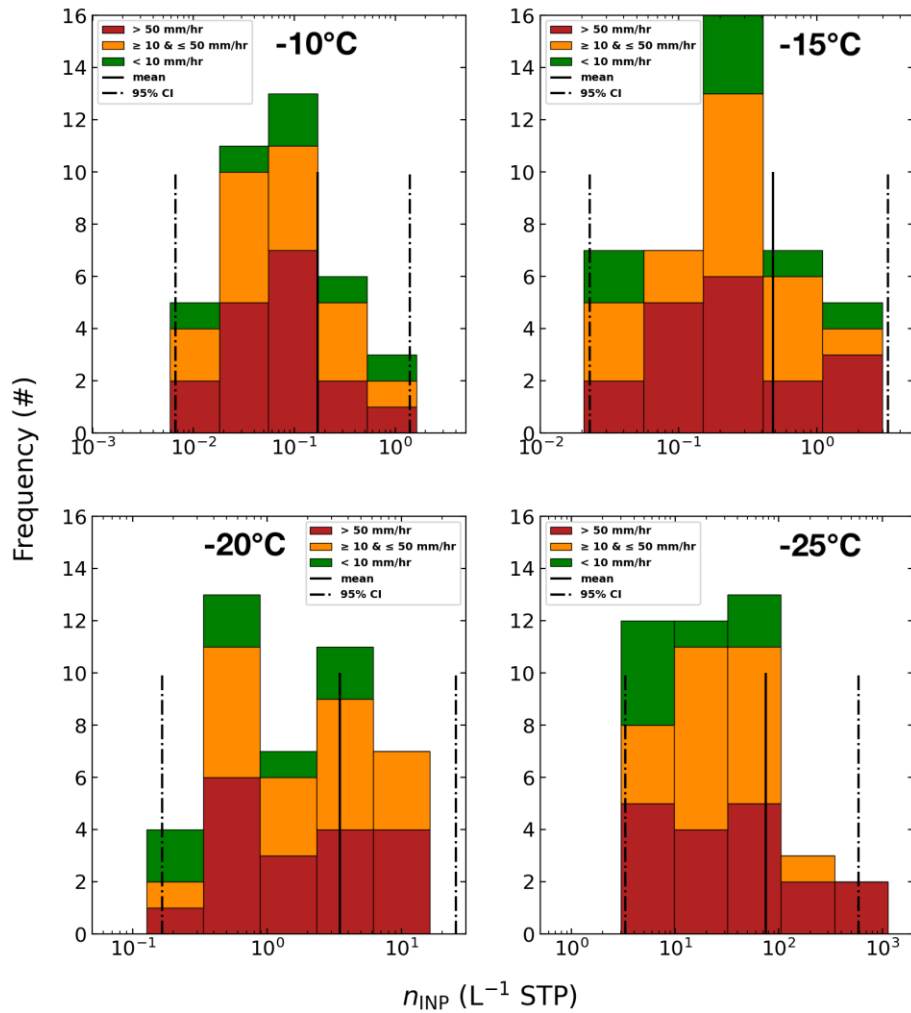 Frequency (#)
16
14
12
10
8
6
4
2
0
> 50 mm/hr
≥ 10 & ≤ 50 mm/hr
< 10 mm/hr
mean
95% CI
-10°C
10⁻³
10⁻²
10⁻¹
10⁰
16
14
12
10
8
6
4
2
0
> 50 mm/hr
≥ 10 & ≤ 50 mm/hr
< 10 mm/hr
mean
95% CI
-15°C
10⁻²
10⁻¹
10⁰
16
14
12
10
8
6
4
2
0
-20°C
> 50 mm/hr
≥ 10 & ≤ 50 mm/hr
< 10 mm/hr
mean
95% CI
10⁻¹
10⁰
10¹
16
14
12
10
8
6
4
2
0
> 50 mm/hr
≥ 10 & ≤ 50 mm/hr
< 10 mm/hr
mean
95% CI
-25°C
10⁰
10¹
10²
10³
n_INP (L⁻¹ STP)